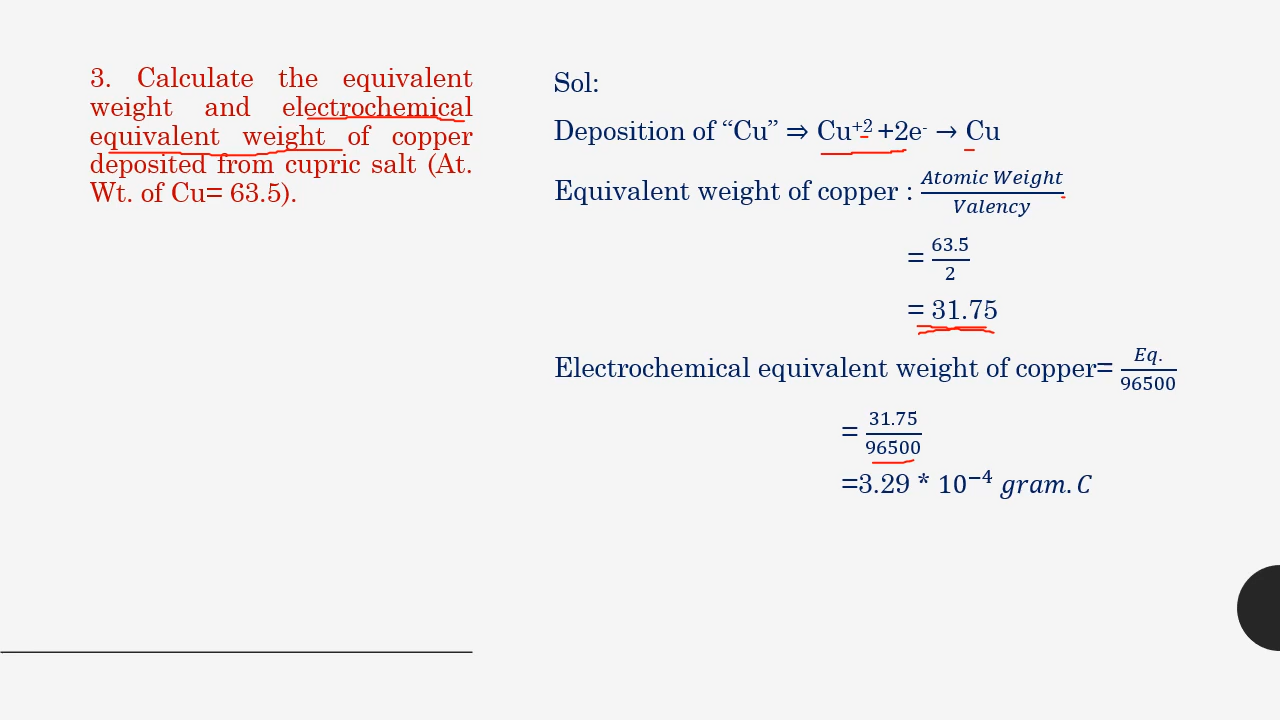 3. Calculate the equivalent
weight and electrochemical
equivalent weight of copper
deposited from cupric salt (At.
Wt. of Cu= 63.5).
Sol:
Deposition of “Cu” ⇒ Cu⁺² +2e⁻ → Cu
Equivalent weight of copper : Atomic Weight / Valency
= 63.5 / 2
= 31.75
Electrochemical equivalent weight of copper= Eq. / 96500
= 31.75 / 96500
=3.29 * 10⁻⁴ gram. C